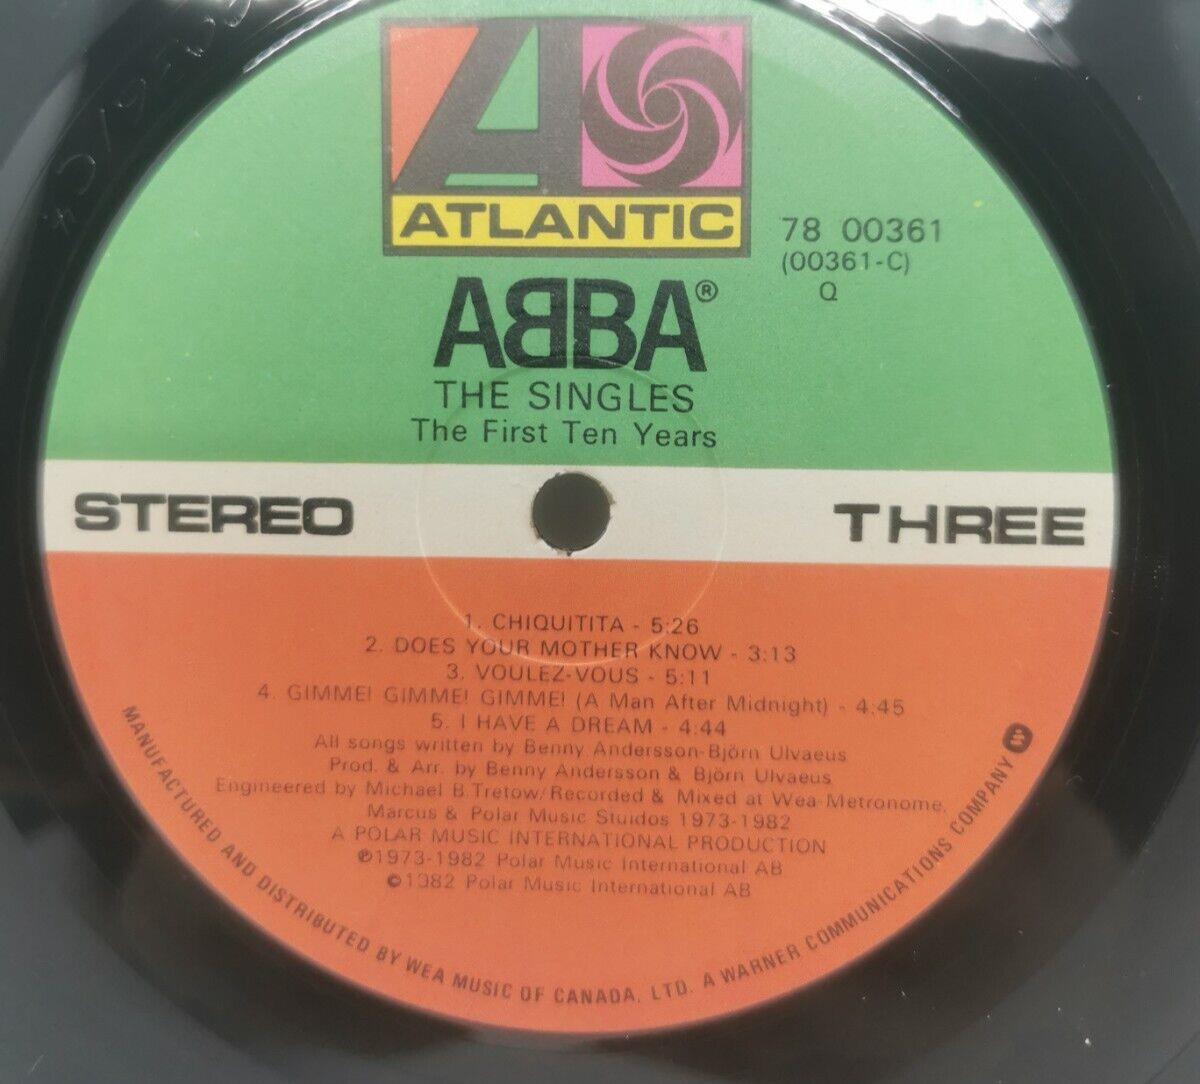 ATLANTIC
78 00361
(00361-C)
Q
ABBA®
THE SINGLES
The First Ten Years
STEREO
THREE
1. CHIQUITITA - 5:26
2. DOES YOUR MOTHER KNOW - 3:13
3. VOULEZ-VOUS - 5:11
4. GIMME! GIMME! GIMME! (A Man After Midnight) - 4:45
5. I HAVE A DREAM - 4:44
All songs written by Benny Andersson-Björn Ulvaeus
Prod. & Arr. by Benny Andersson & Björn Ulvaeus
Engineered by Michael B.Tretow/Recorded & Mixed at Wea-Metronome,
Marcus & Polar Music Stuidos 1973-1982
A POLAR MUSIC INTERNATIONAL PRODUCTION
℗1973-1982 Polar Music International AB
©1982 Polar Music International AB
MANUFACTURED AND DISTRIBUTED BY WEA MUSIC OF CANADA, LTD. A WARNER COMMUNICATIONS COMPANY